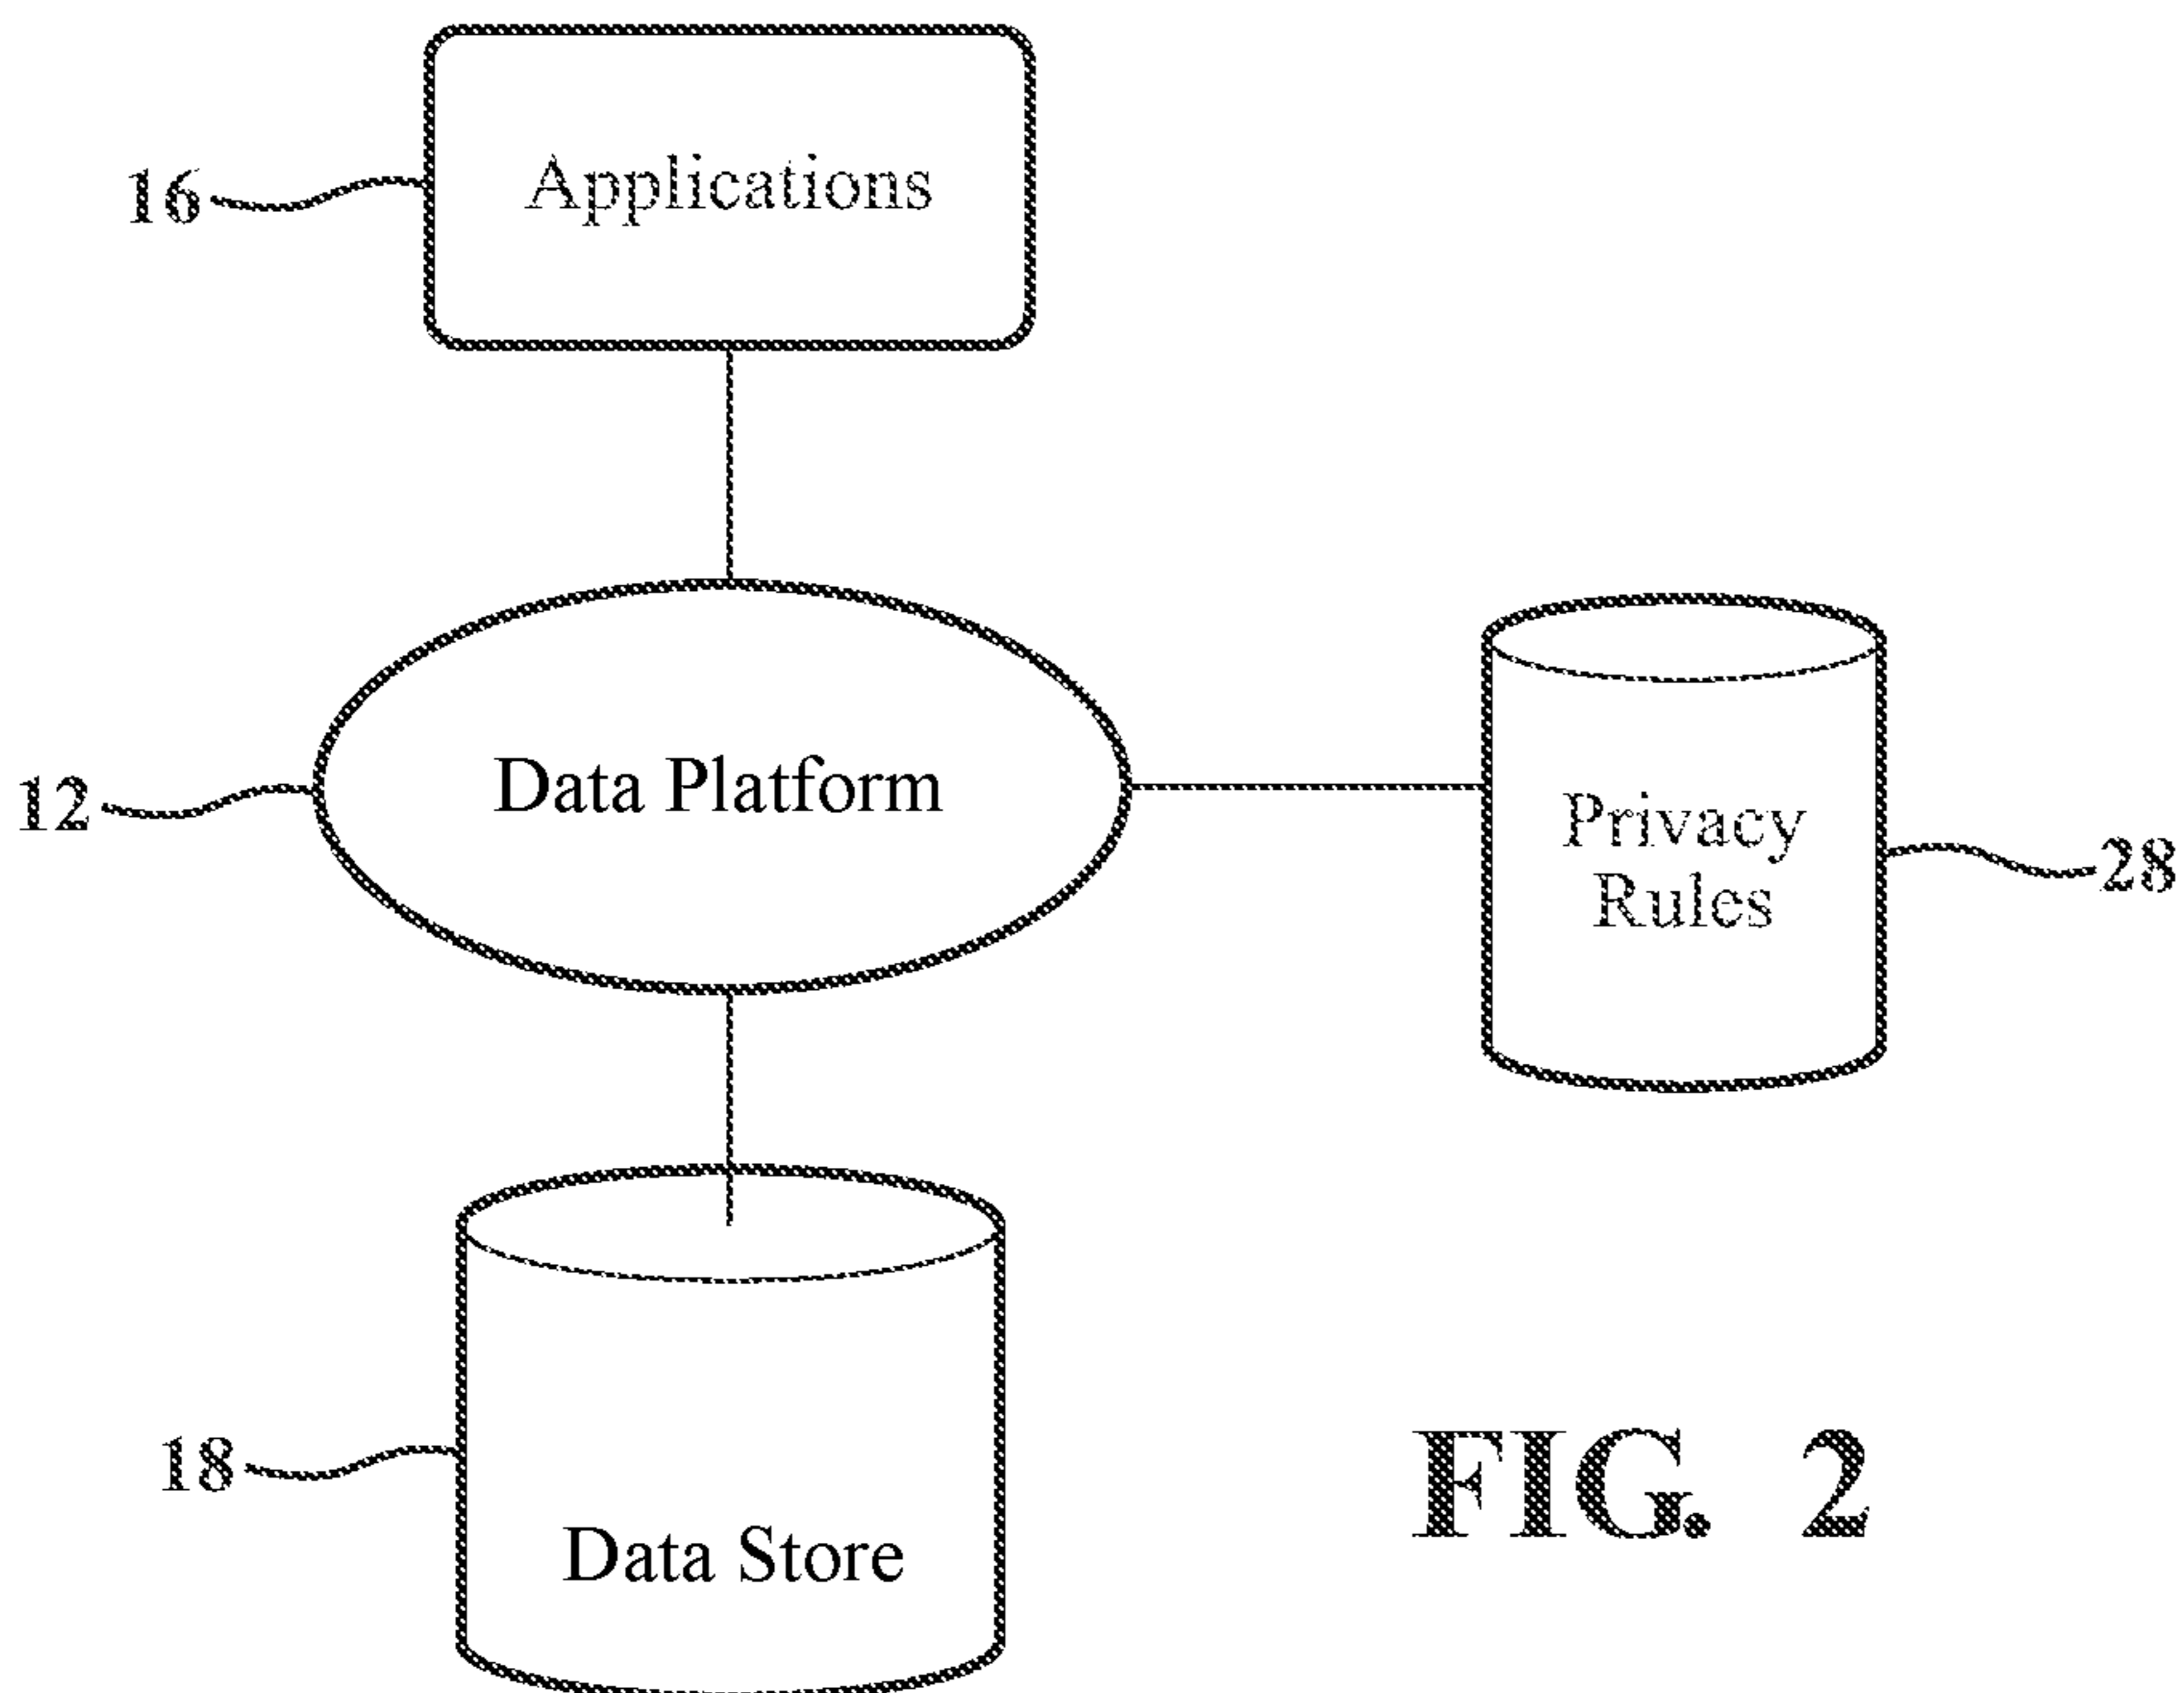 Applications
16
Data Platform
12
Privacy
Rules
28
18
Data Store
FIG. 2